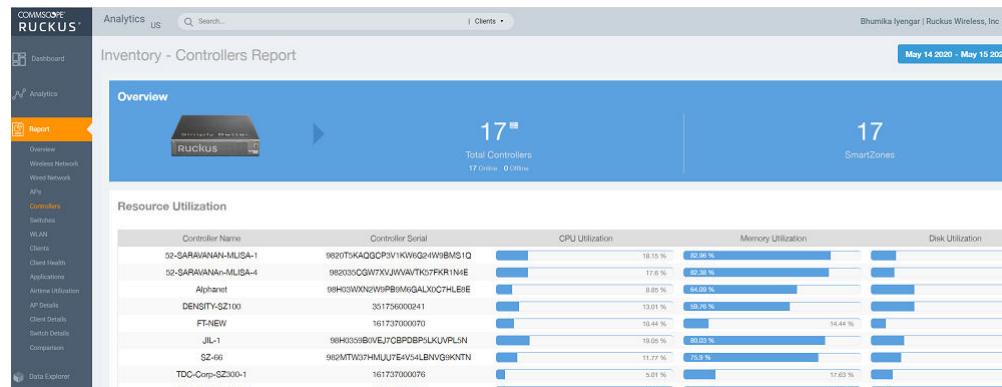 COMMSCOPE®
RUCKUS®
Analytics US
Search...
| Clients
Bhumika Iyengar | Ruckus Wireless, Inc
Dashboard
Analytics
Report
Overview
Wireless Network
Wired Network
APs
Controllers
Switches
WLAN
Clients
Client Health
Applications
Airtime Utilization
AP Details
Client Details
Switch Details
Comparison
Data Explorer
Inventory - Controllers Report
May 14 2020 - May 15 202
Overview
Simply Better.
Ruckus
17
Total Controllers
17 Online 0 Offline
17
SmartZones
Resource Utilization
Controller Name Controller Serial CPU Utilization Memory Utilization Disk Utilization
52-SARAVANAN-MLISA-1 18.15 % 82.96 %
52-SARAVANAn-MLISA-4 17.6 % 82.38 %
Alphanet 8.85 % 64.09 %
DENSITY-SZ100 351756000241 13.01 % 59.76 %
FT-NEW 161737000070 10.44 % 14.44 %
JIL-1 19.05 % 80.03 %
SZ-66 11.77 % 75.9 %
TDC-Corp-SZ300-1 161737000076 5.01 % 17.63 %